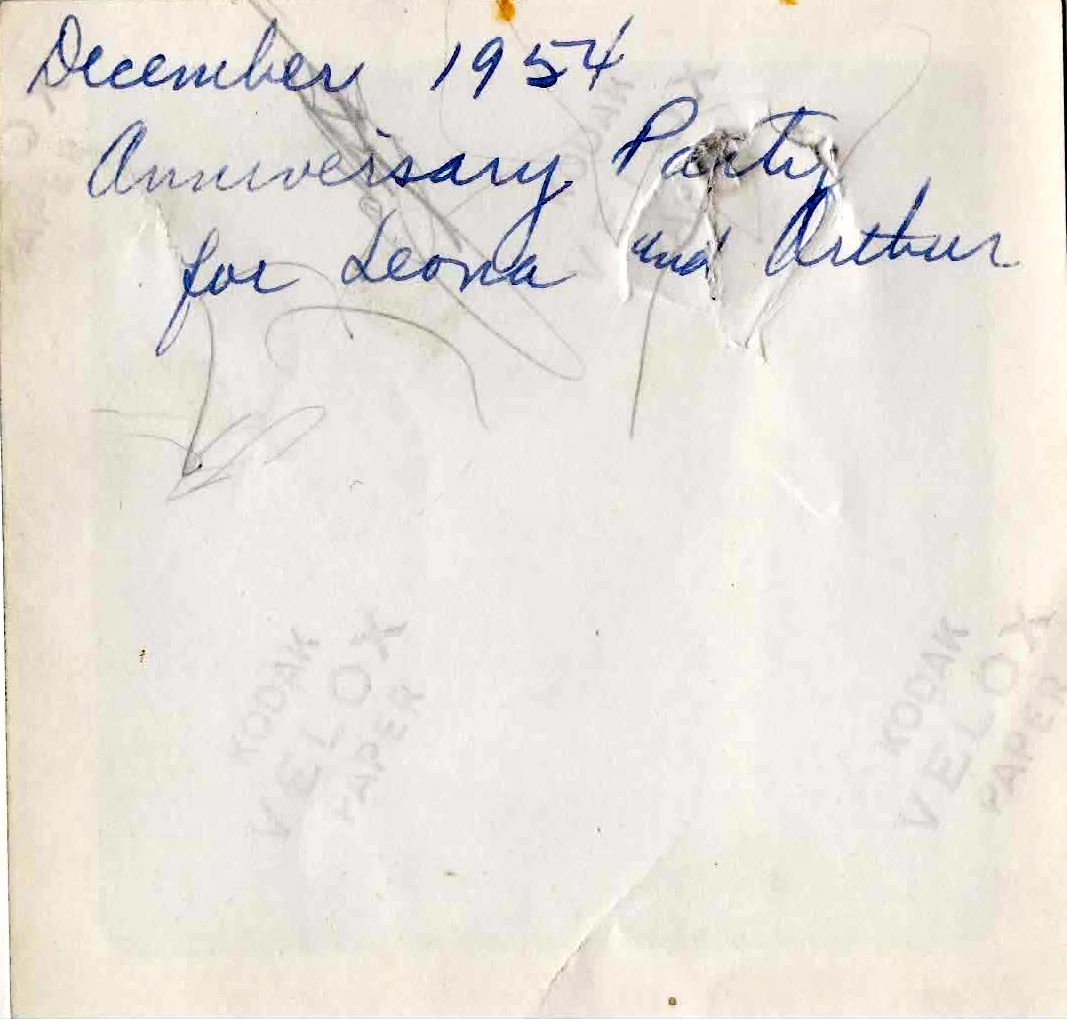 December 1954
Anniversary Party
for Leona and Arthur
KODAK
VELOX
PAPER
KODAK
VELOX
PAPER